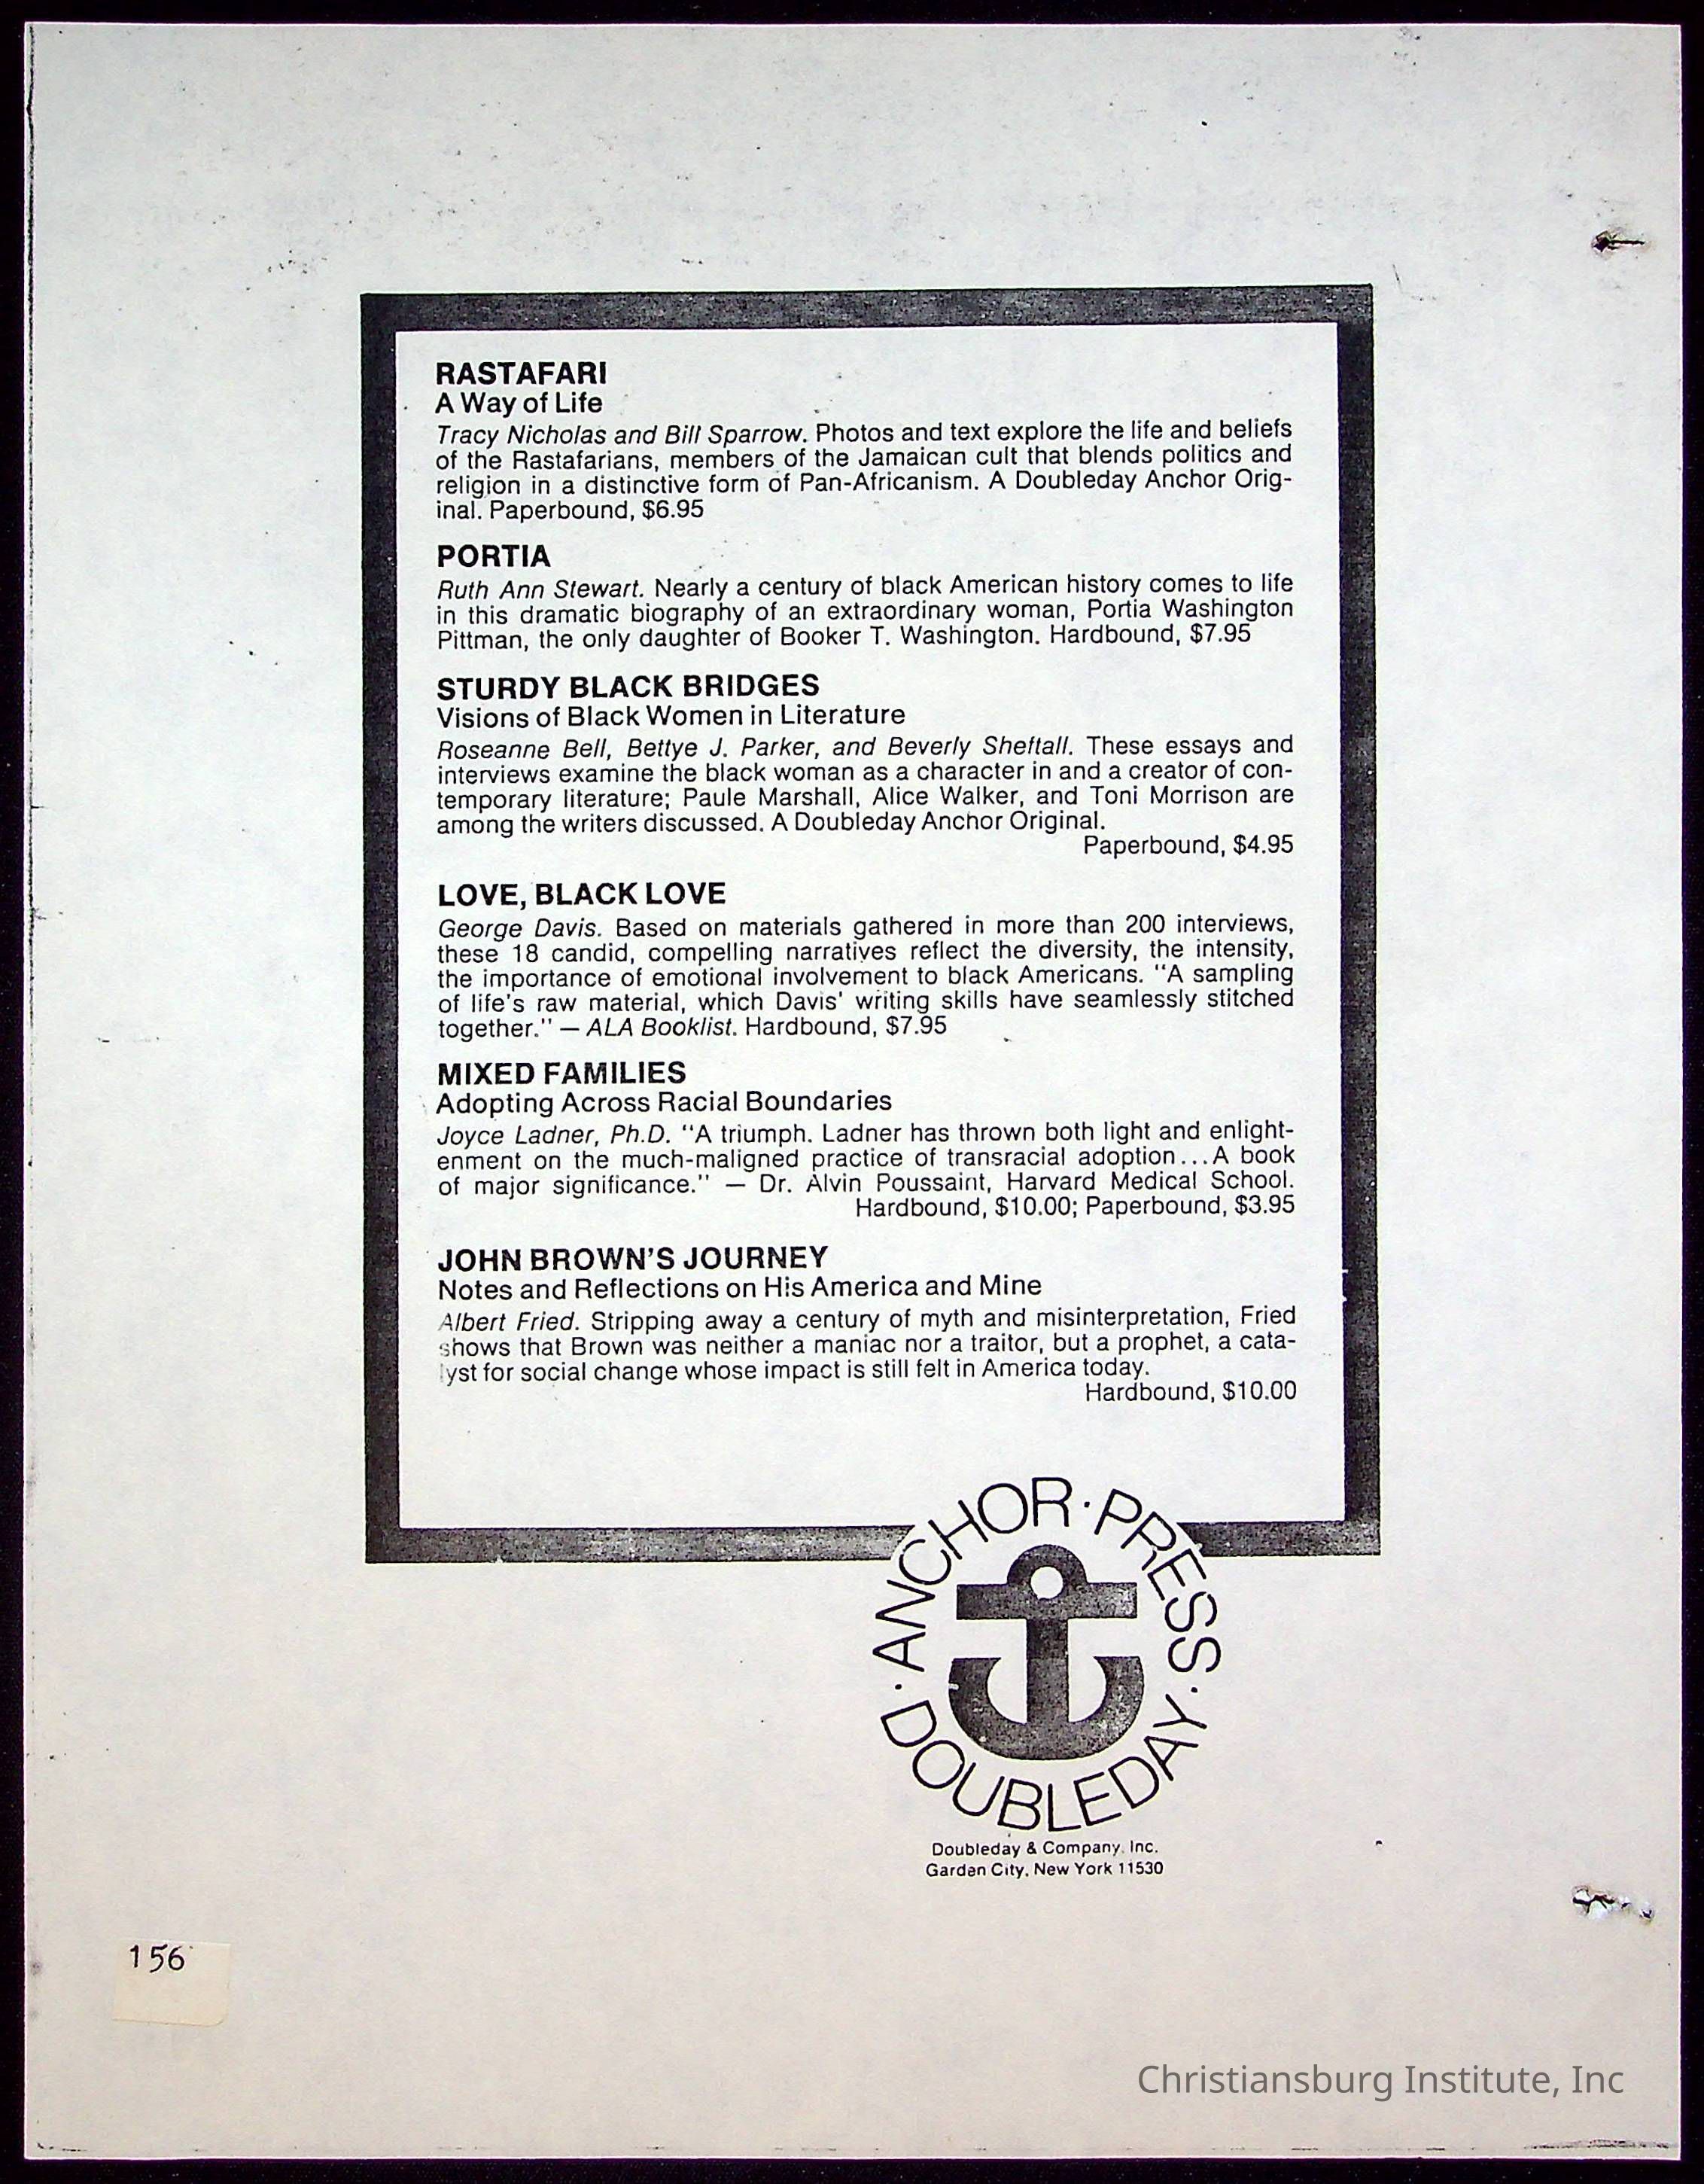 RASTAFARI
A Way of Life
Tracy Nicholas and Bill Sparrow. Photos and text explore the life and beliefs
of the Rastafarians, members of the Jamaican cult that blends politics and
religion in a distinctive form of Pan-Africanism. A Doubleday Anchor Orig-
inal. Paperbound, $6.95
PORTIA
Ruth Ann Stewart. Nearly a century of black American history comes to life
in this dramatic biography of an extraordinary woman, Portia Washington
Pittman, the only daughter of Booker T. Washington. Hardbound, $7.95
STURDY BLACK BRIDGES
Visions of Black Women in Literature
Roseanne Bell, Bettye J. Parker, and Beverly Sheftall. These essays and
interviews examine the black woman as a character in and a creator of con-
temporary literature; Paule Marshall, Alice Walker, and Toni Morrison are
among the writers discussed. A Doubleday Anchor Original.
Paperbound, $4.95
LOVE, BLACK LOVE
George Davis. Based on materials gathered in more than 200 interviews,
these 18 candid, compelling narratives reflect the diversity, the intensity,
the importance of emotional involvement to black Americans. "A sampling
of life's raw material, which Davis' writing skills have seamlessly stitched
together." — ALA Booklist. Hardbound, $7.95
MIXED FAMILIES
Adopting Across Racial Boundaries
Joyce Ladner, Ph.D. "A triumph. Ladner has thrown both light and enlight-
enment on the much-maligned practice of transracial adoption...A book
of major significance." — Dr. Alvin Poussaint, Harvard Medical School.
Hardbound, $10.00; Paperbound, $3.95
JOHN BROWN'S JOURNEY
Notes and Reflections on His America and Mine
Albert Fried. Stripping away a century of myth and misinterpretation, Fried
shows that Brown was neither a maniac nor a traitor, but a prophet, a cata-
lyst for social change whose impact is still felt in America today.
Hardbound, $10.00
· ANCHOR · PRESS ·
DOUBLEDAY
Doubleday & Company, Inc.
Garden City, New York 11530
156
Christiansburg Institute, Inc